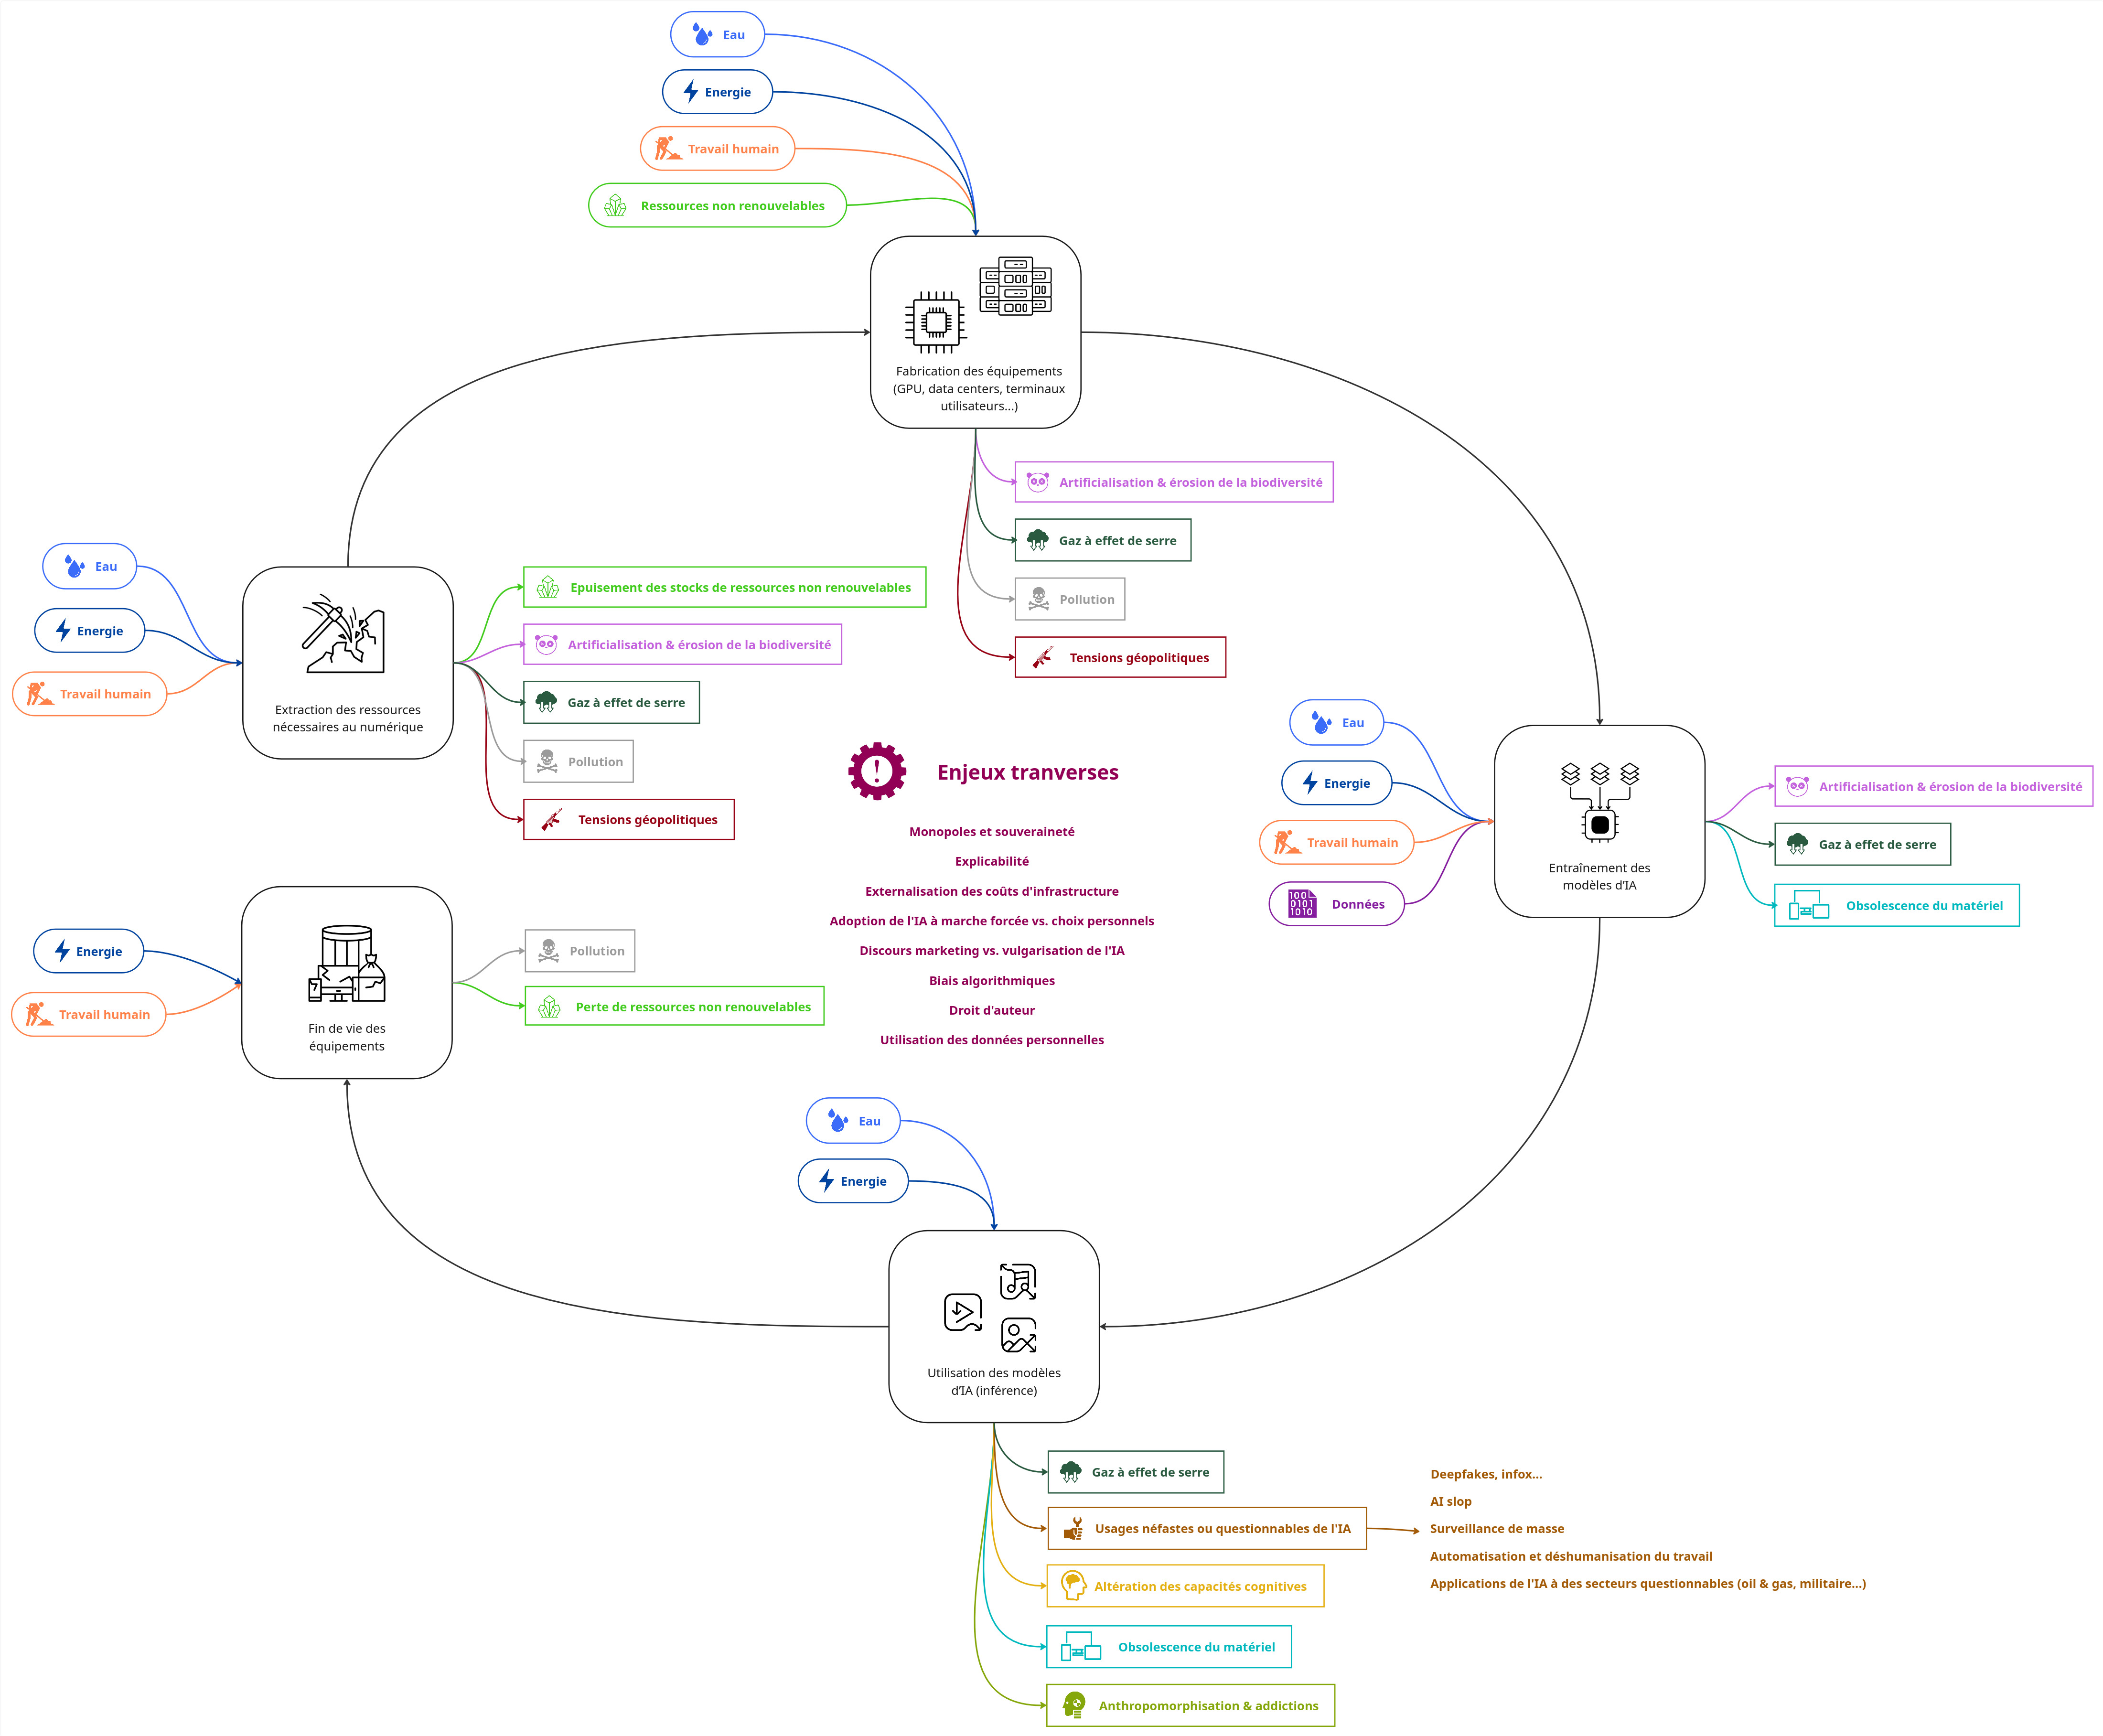 Eau
Energie
Travail humain
Ressources non renouvelables
Fabrication des équipements
(GPU, data centers, terminaux
utilisateurs...)
Artificialisation & érosion de la biodiversité
Gaz à effet de serre
Pollution
Tensions géopolitiques
Eau
Energie
Travail humain
Extraction des ressources
nécessaires au numérique
Epuisement des stocks de ressources non renouvelables
Artificialisation & érosion de la biodiversité
Gaz à effet de serre
Pollution
Tensions géopolitiques
Enjeux tranverses
Monopoles et souveraineté
Explicabilité
Externalisation des coûts d'infrastructure
Adoption de l'IA à marche forcée vs. choix personnels
Discours marketing vs. vulgarisation de l'IA
Biais algorithmiques
Droit d'auteur
Utilisation des données personnelles
Eau
Energie
Travail humain
100
0101
1010
Données
Entraînement des
modèles d'IA
Artificialisation & érosion de la biodiversité
Gaz à effet de serre
Obsolescence du matériel
Energie
Travail humain
Fin de vie des
équipements
Pollution
Perte de ressources non renouvelables
Eau
Energie
Utilisation des modèles
d'IA (inférence)
Gaz à effet de serre
Usages néfastes ou questionnables de l'IA
Altération des capacités cognitives
Obsolescence du matériel
Anthropomorphisation & addictions
Deepfakes, infox...
AI slop
Surveillance de masse
Automatisation et déshumanisation du travail
Applications de l'IA à des secteurs questionnables (oil & gas, militaire...)